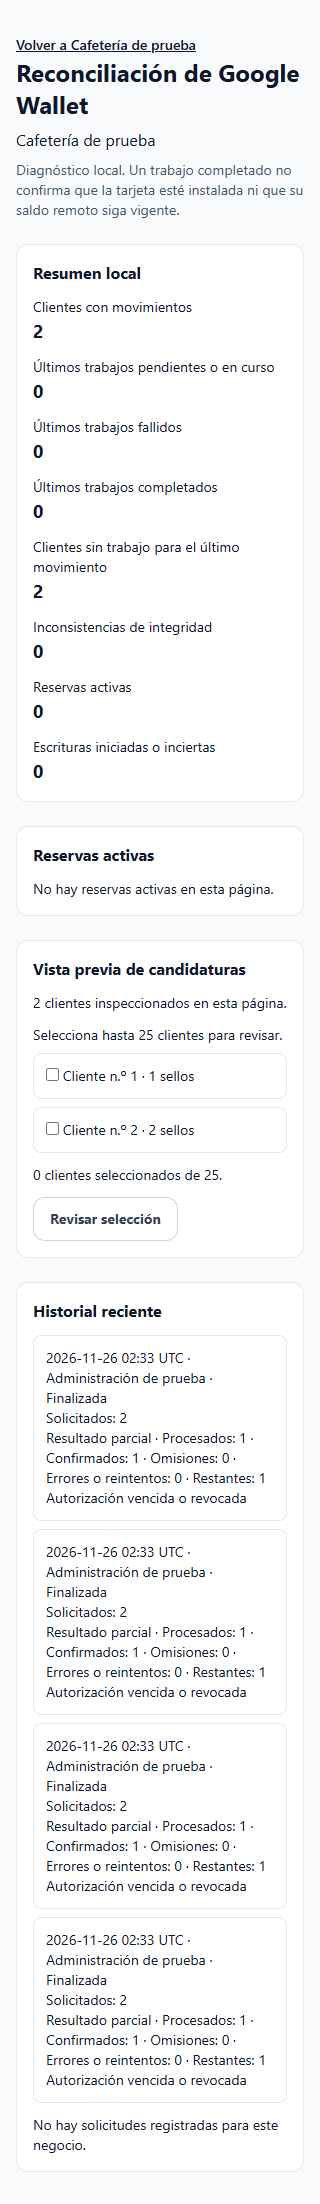 Volver a Cafetería de prueba
Reconciliación de Google
Wallet
Cafetería de prueba
Diagnóstico local. Un trabajo completado no
confirma que la tarjeta esté instalada ni que su
saldo remoto siga vigente.
Resumen local
Clientes con movimientos
2
Últimos trabajos pendientes o en curso
0
Últimos trabajos fallidos
0
Últimos trabajos completados
0
Clientes sin trabajo para el último
movimiento
2
Inconsistencias de integridad
0
Reservas activas
0
Escrituras iniciadas o inciertas
0
Reservas activas
No hay reservas activas en esta página.
Vista previa de candidaturas
2 clientes inspeccionados en esta página.
Selecciona hasta 25 clientes para revisar.
Cliente n.º 1 · 1 sellos
Cliente n.º 2 · 2 sellos
0 clientes seleccionados de 25.
Revisar selección
Historial reciente
2026-11-26 02:33 UTC ·
Administración de prueba ·
Finalizada
Solicitados: 2
Resultado parcial · Procesados: 1 ·
Confirmados: 1 · Omisiones: 0 ·
Errores o reintentos: 0 · Restantes: 1
Autorización vencida o revocada
2026-11-26 02:33 UTC ·
Administración de prueba ·
Finalizada
Solicitados: 2
Resultado parcial · Procesados: 1 ·
Confirmados: 1 · Omisiones: 0 ·
Errores o reintentos: 0 · Restantes: 1
Autorización vencida o revocada
2026-11-26 02:33 UTC ·
Administración de prueba ·
Finalizada
Solicitados: 2
Resultado parcial · Procesados: 1 ·
Confirmados: 1 · Omisiones: 0 ·
Errores o reintentos: 0 · Restantes: 1
Autorización vencida o revocada
2026-11-26 02:33 UTC ·
Administración de prueba ·
Finalizada
Solicitados: 2
Resultado parcial · Procesados: 1 ·
Confirmados: 1 · Omisiones: 0 ·
Errores o reintentos: 0 · Restantes: 1
Autorización vencida o revocada
No hay solicitudes registradas para este
negocio.